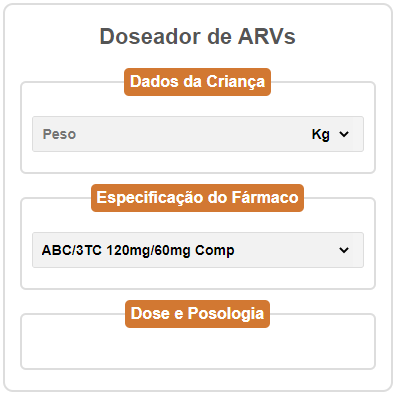 Doseador de ARVs
Dados da Criança
Peso Kg
Especificação do Fármaco
ABC/3TC 120mg/60mg Comp
Dose e Posologia